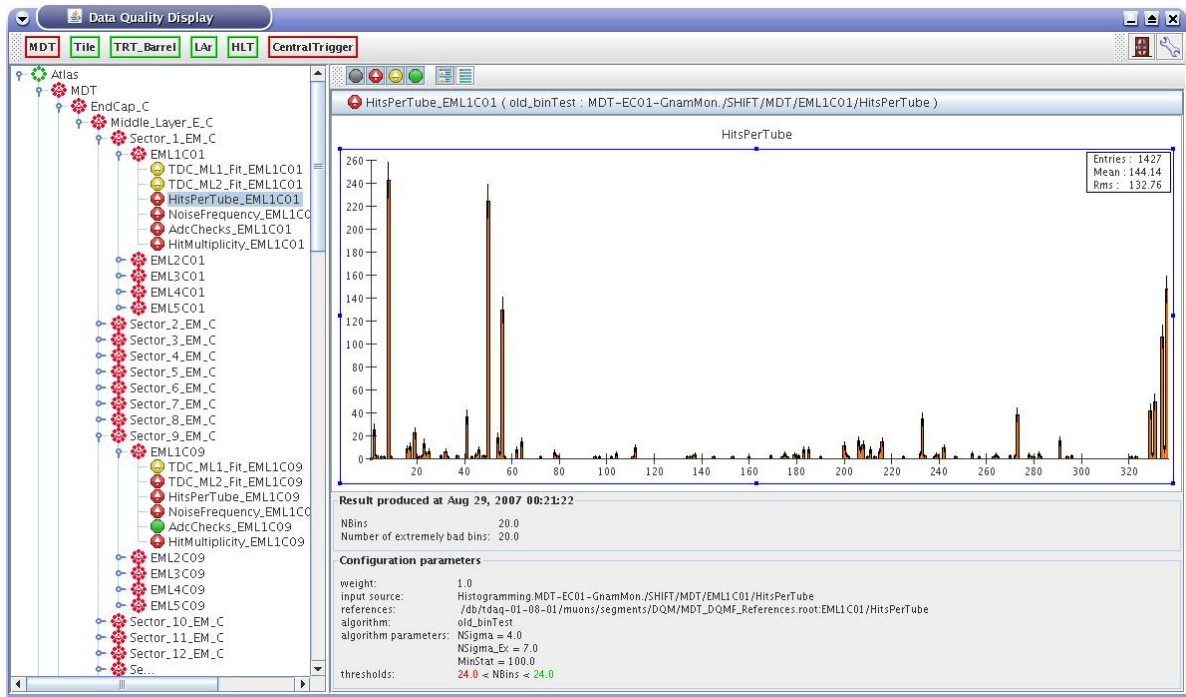 Data Quality Display
MDT Tile TRT_Barrel LAr HLT CentralTrigger
Atlas
MDT
EndCap_C
Middle_Layer_E_C
Sector_1_EM_C
EML1C01
TDC_ML1_Fit_EML1C01
TDC_ML2_Fit_EML1C01
HitsPerTube_EML1C01
NoiseFrequency_EML1C0
AdcChecks_EML1C01
HitMultiplicity_EML1C01
EML2C01
EML3C01
EML4C01
EML5C01
Sector_2_EM_C
Sector_3_EM_C
Sector_4_EM_C
Sector_5_EM_C
Sector_6_EM_C
Sector_7_EM_C
Sector_8_EM_C
Sector_9_EM_C
EML1C09
TDC_ML1_Fit_EML1C09
TDC_ML2_Fit_EML1C09
HitsPerTube_EML1C09
NoiseFrequency_EML1C0
AdcChecks_EML1C09
HitMultiplicity_EML1C09
EML2C09
EML3C09
EML4C09
EML5C09
Sector_10_EM_C
Sector_11_EM_C
Sector_12_EM_C
Se...
HitsPerTube_EML1C01 ( old_binTest : MDT-EC01-GnamMon./SHIFT/MDT/EML1C01/HitsPerTube )
HitsPerTube
Entries : 1427
Mean : 144.14
Rms : 132.76
260
240
220
200
180
160
140
120
100
80
60
40
20
0
20 40 60 80 100 120 140 160 180 200 220 240 260 280 300 320
Result produced at Aug 29, 2007 00:21:22
NBins 20.0
Number of extremely bad bins: 20.0
Configuration parameters
weight: 1.0
input source: Histogramming.MDT-EC01-GnamMon./SHIFT/MDT/EML1C01/HitsPerTube
references: /db/tdaq-01-08-01/muons/segments/DQM/MDT_DQMF_References.root:EML1C01/HitsPerTube
algorithm: old_binTest
algorithm parameters: NSigma = 4.0
NSigma_Ex = 7.0
MinStat = 100.0
thresholds: 24.0 < NBins < 24.0